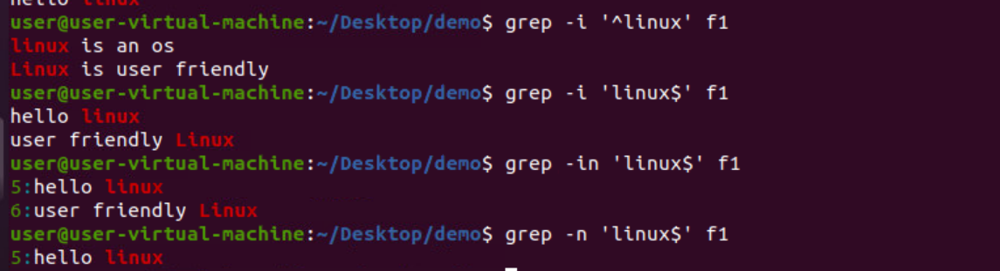 hello linux
user@user-virtual-machine:~/Desktop/demo$ grep -i '^linux' f1
linux is an os
Linux is user friendly
user@user-virtual-machine:~/Desktop/demo$ grep -i 'linux$' f1
hello linux
user friendly Linux
user@user-virtual-machine:~/Desktop/demo$ grep -in 'linux$' f1
5:hello linux
6:user friendly Linux
user@user-virtual-machine:~/Desktop/demo$ grep -n 'linux$' f1
5:hello linux